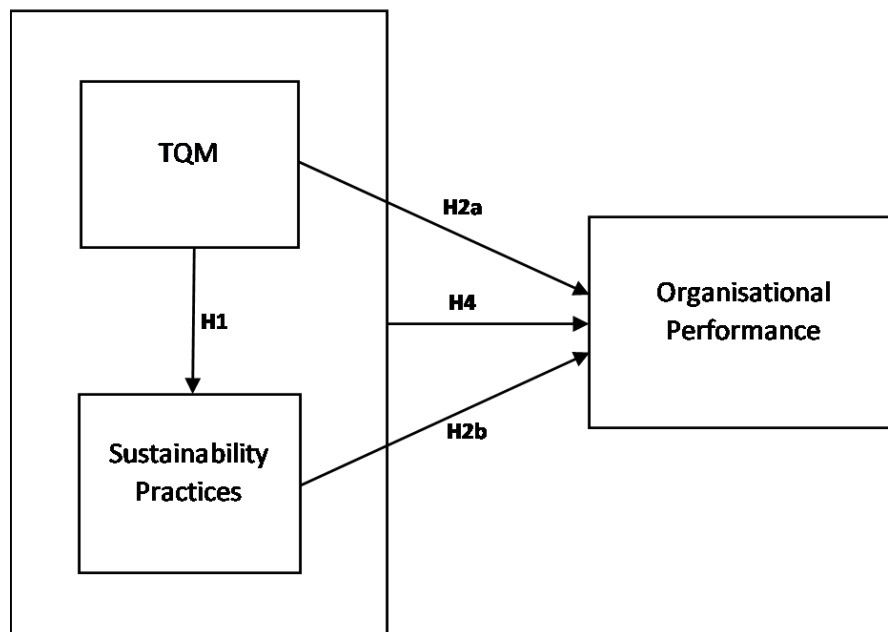 TQM
H2a
Organisational
Performance
H4
H1
Sustainability
Practices
H2b